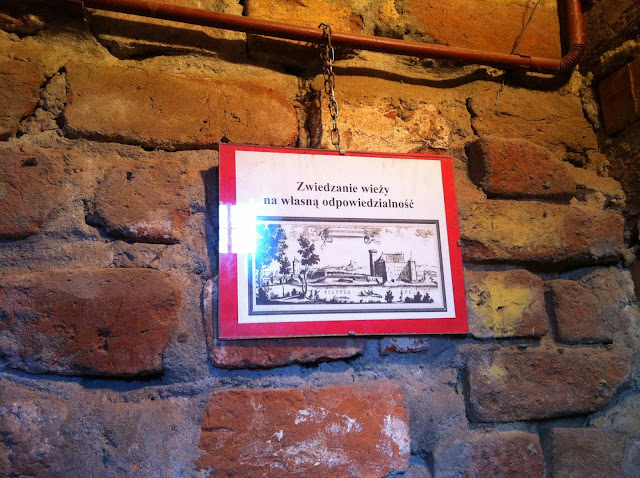 Zwiedzanie wieży
na własną odpowiedzialność